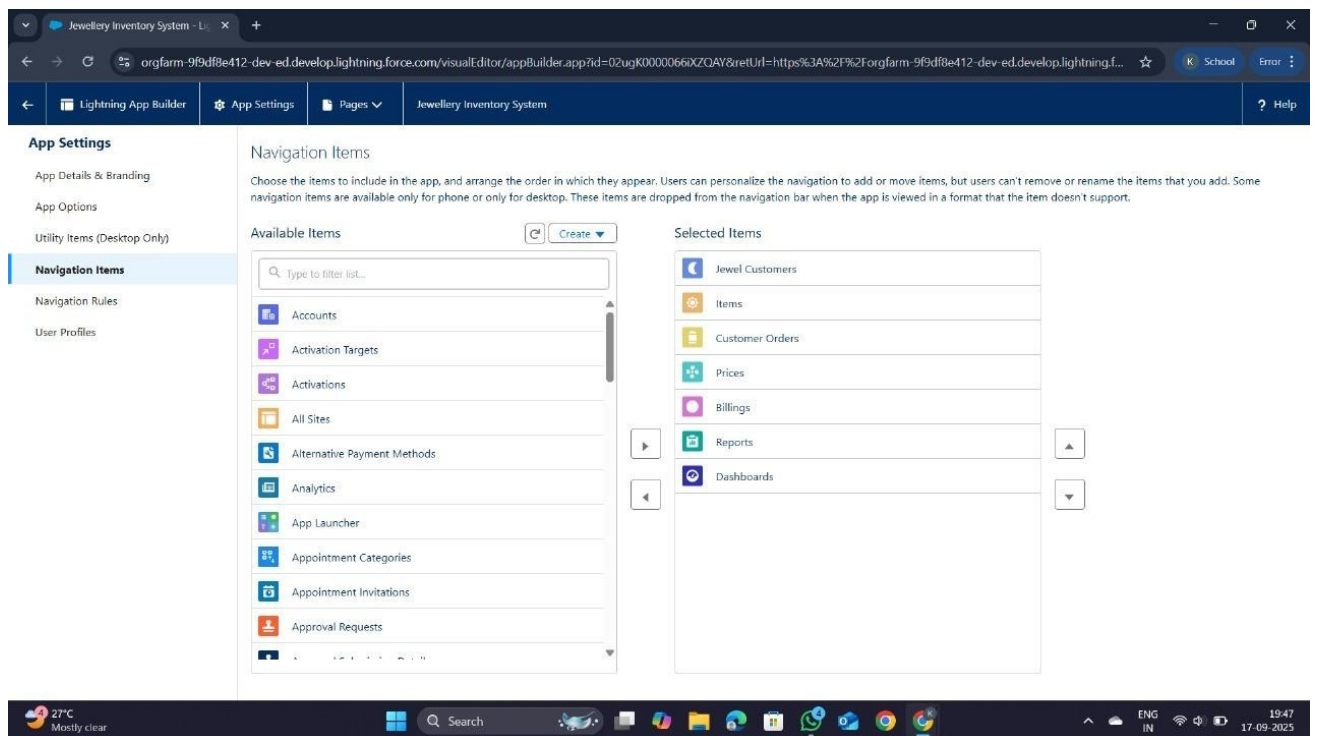 Jewellery Inventory System - Lig
orgfarm-9f9df8e412-dev-ed.develop.lightning.force.com/visualEditor/appBuilder.app?id=02ugK0000066iXZQAY&retUrl=https%3A%2F%2Forgfarm-9f9df8e412-dev-ed.develop.lightning.f...
K School
Error
Lightning App Builder
App Settings
Pages
Jewellery Inventory System
? Help
App Settings
App Details & Branding
App Options
Utility Items (Desktop Only)
Navigation Items
Navigation Rules
User Profiles
Navigation Items
Choose the items to include in the app, and arrange the order in which they appear. Users can personalize the navigation to add or move items, but users can't remove or rename the items that you add. Some
navigation items are available only for phone or only for desktop. These items are dropped from the navigation bar when the app is viewed in a format that the item doesn't support.
Available Items
Create
Type to filter list...
Accounts
Activation Targets
Activations
All Sites
Alternative Payment Methods
Analytics
App Launcher
Appointment Categories
Appointment Invitations
Approval Requests
Selected Items
Jewel Customers
Items
Customer Orders
Prices
Billings
Reports
Dashboards
4
27°C
Mostly clear
Search
ENG
IN
19:47
17-09-2025